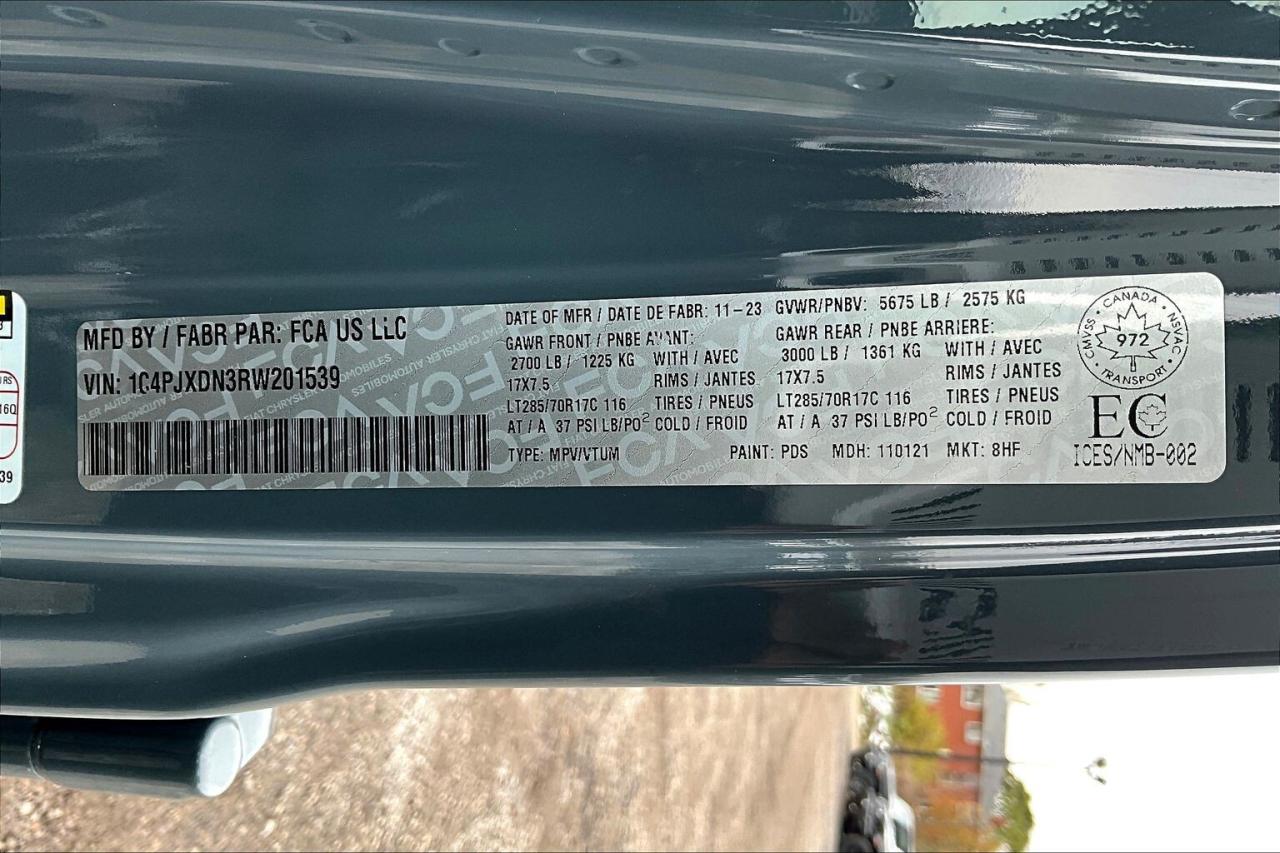 MFD BY / FABR PAR: FCA US LLC
VIN: 1C4PJXDN3RW201539
DATE OF MFR / DATE DE FABR: 11-23
GVWR/PNBV: 5675 LB / 2575 KG
GAWR FRONT / PNBE AVANT:
2700 LB / 1225 KG WITH / AVEC
17X7.5 RIMS / JANTES
LT285/70R17C 116 TIRES / PNEUS
AT / A 37 PSI LB/PO² COLD / FROID
GAWR REAR / PNBE ARRIERE:
3000 LB / 1361 KG WITH / AVEC
17X7.5 RIMS / JANTES
LT285/70R17C 116 TIRES / PNEUS
AT / A 37 PSI LB/PO² COLD / FROID
TYPE: MPV/VTUM PAINT: PDS MDH: 110121 MKT: 8HF
CANADA
CMVSS · NSVAC
972
TRANSPORT
EC
ICES/NMB-002
16Q
39